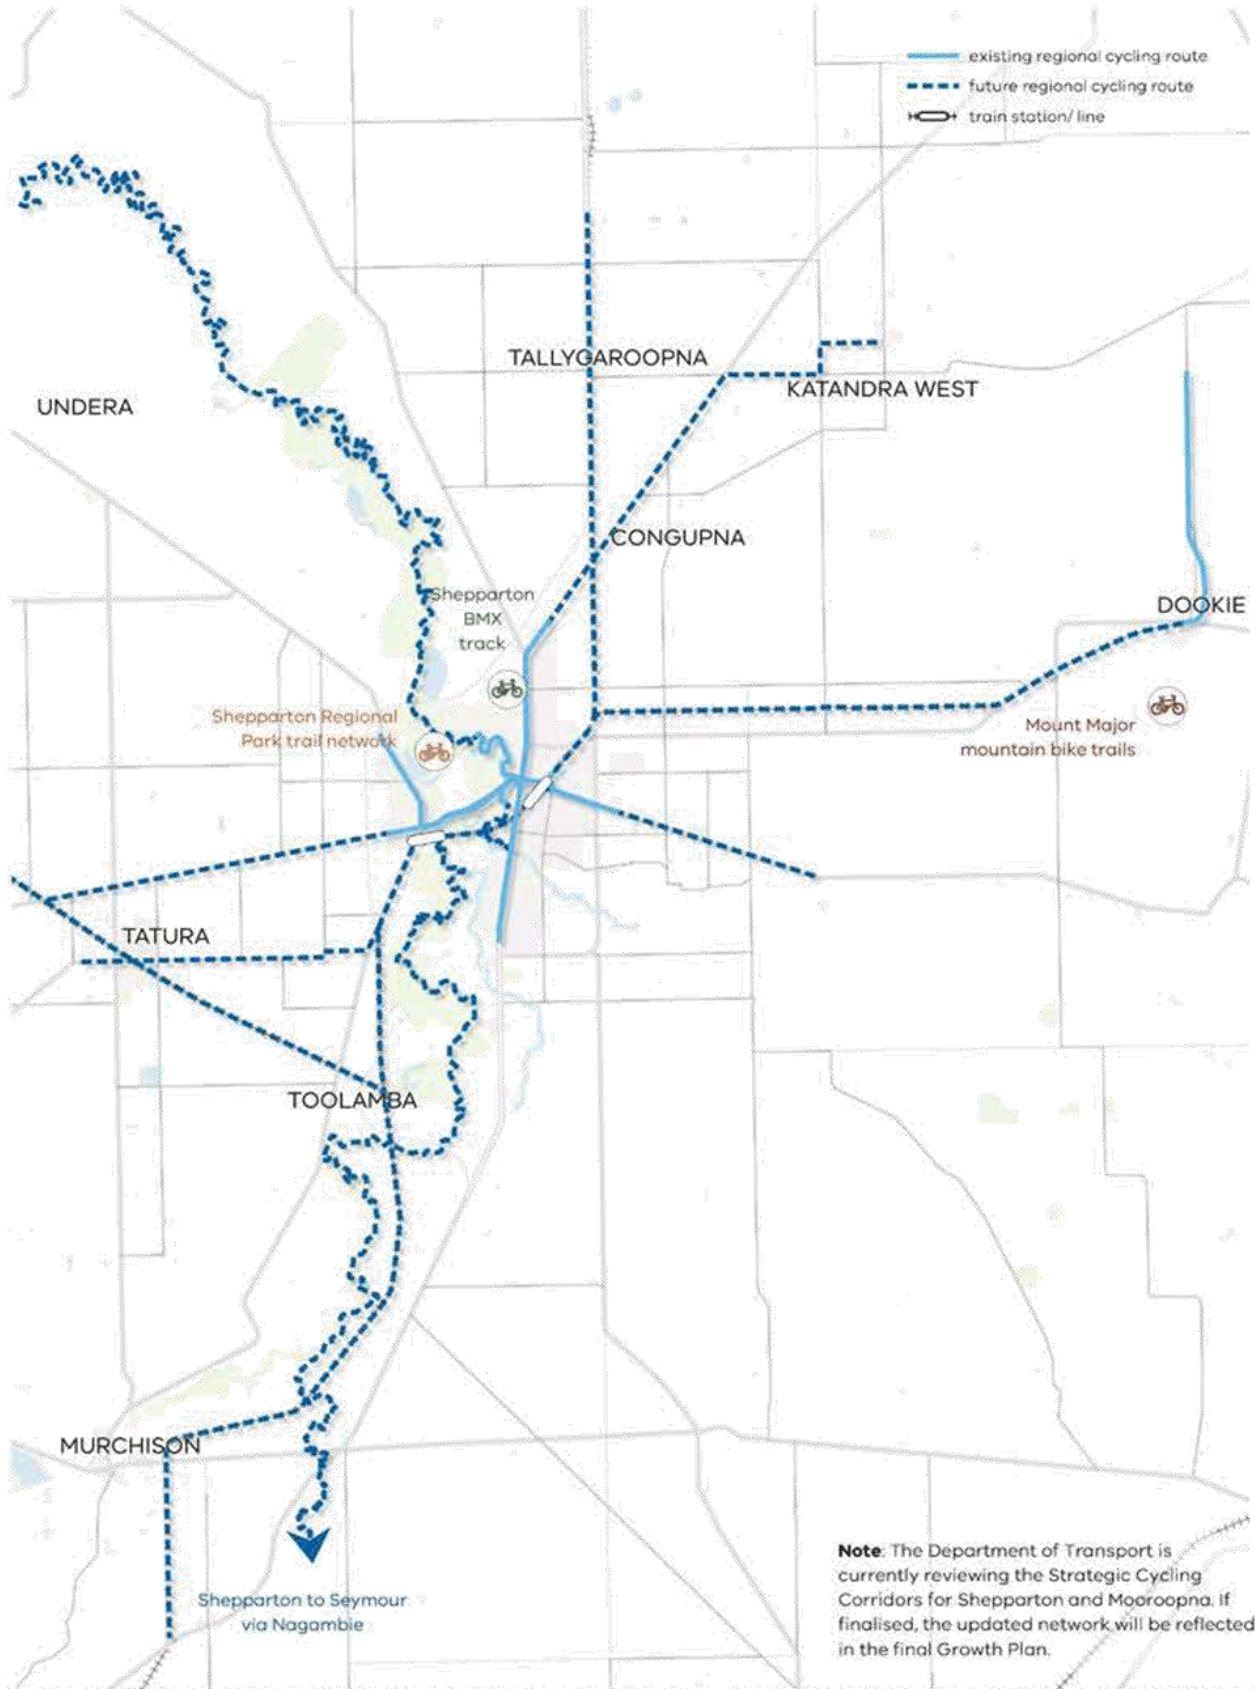 existing regional cycling route
future regional cycling route
train station/ line
TALLYGAROOPNA
KATANDRA WEST
UNDERA
CONGUPNA
Shepparton
BMX
track
DOOKIE
Shepparton Regional
Park trail network
Mount Major
mountain bike trails
TATURA
TOOLAMBA
MURCHISON
Shepparton to Seymour
via Nagambie
Note: The Department of Transport is
currently reviewing the Strategic Cycling
Corridors for Shepparton and Mooroopna. If
finalised, the updated network will be reflected
in the final Growth Plan.